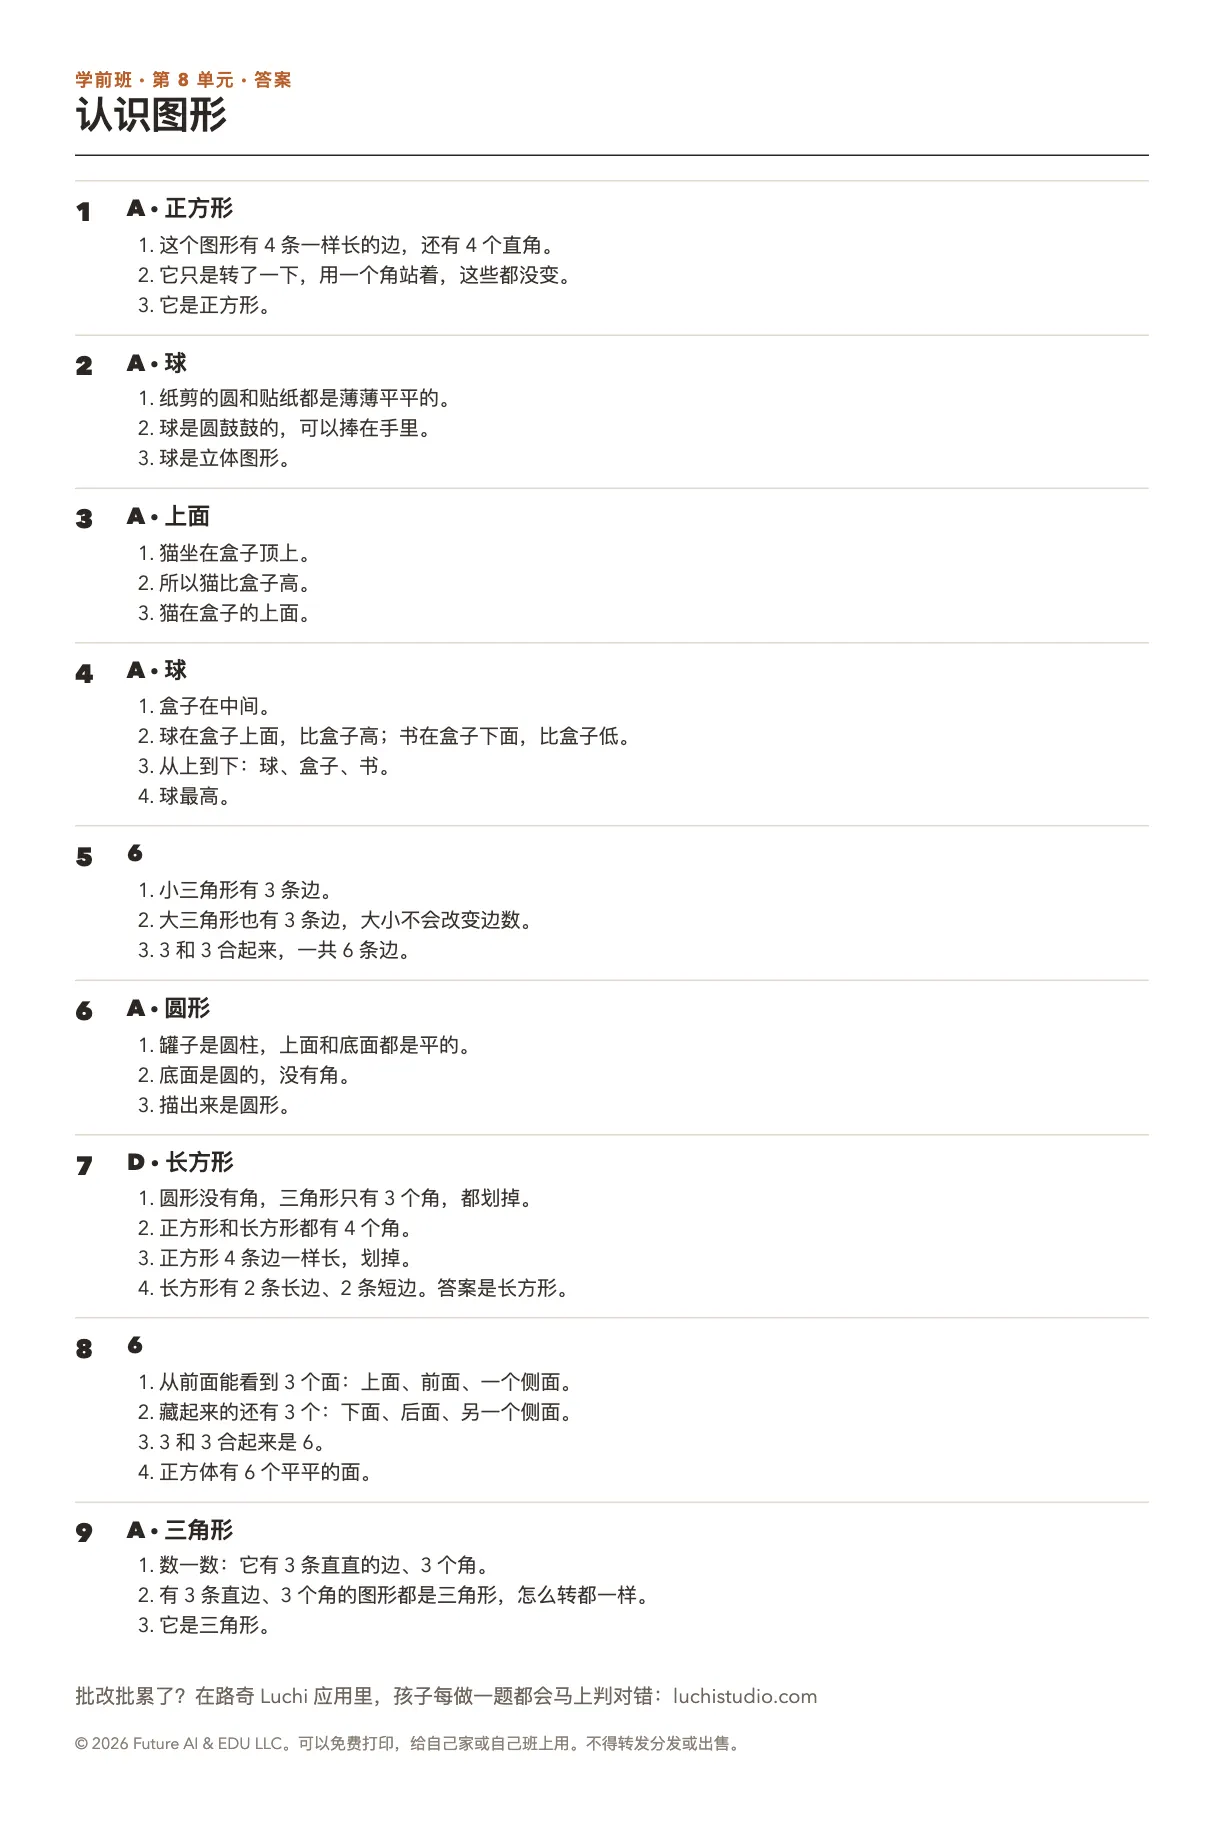 学前班 · 第 8 单元 · 答案
认识图形
1 A · 正方形
1. 这个图形有 4 条一样长的边，还有 4 个直角。
2. 它只是转了一下，用一个角站着，这些都没变。
3. 它是正方形。
2 A · 球
1. 纸剪的圆和贴纸都是薄薄平平的。
2. 球是圆鼓鼓的，可以捧在手里。
3. 球是立体图形。
3 A · 上面
1. 猫坐在盒子顶上。
2. 所以猫比盒子高。
3. 猫在盒子的上面。
4 A · 球
1. 盒子在中间。
2. 球在盒子上面，比盒子高；书在盒子下面，比盒子低。
3. 从上到下：球、盒子、书。
4. 球最高。
5 6
1. 小三角形有 3 条边。
2. 大三角形也有 3 条边，大小不会改变边数。
3. 3 和 3 合起来，一共 6 条边。
6 A · 圆形
1. 罐子是圆柱，上面和底面都是平的。
2. 底面是圆的，没有角。
3. 描出来是圆形。
7 D · 长方形
1. 圆形没有角，三角形只有 3 个角，都划掉。
2. 正方形和长方形都有 4 个角。
3. 正方形 4 条边一样长，划掉。
4. 长方形有 2 条长边、2 条短边。答案是长方形。
8 6
1. 从前面能看到 3 个面：上面、前面、一个侧面。
2. 藏起来的还有 3 个：下面、后面、另一个侧面。
3. 3 和 3 合起来是 6。
4. 正方体有 6 个平平的面。
9 A · 三角形
1. 数一数：它有 3 条直直的边、3 个角。
2. 有 3 条直边、3 个角的图形都是三角形，怎么转都一样。
3. 它是三角形。
批改批累了？在路奇 Luchi 应用里，孩子每做一题都会马上判对错：luchistudio.com
© 2026 Future AI & EDU LLC。可以免费打印，给自己家或自己班上用。不得转发分发或出售。